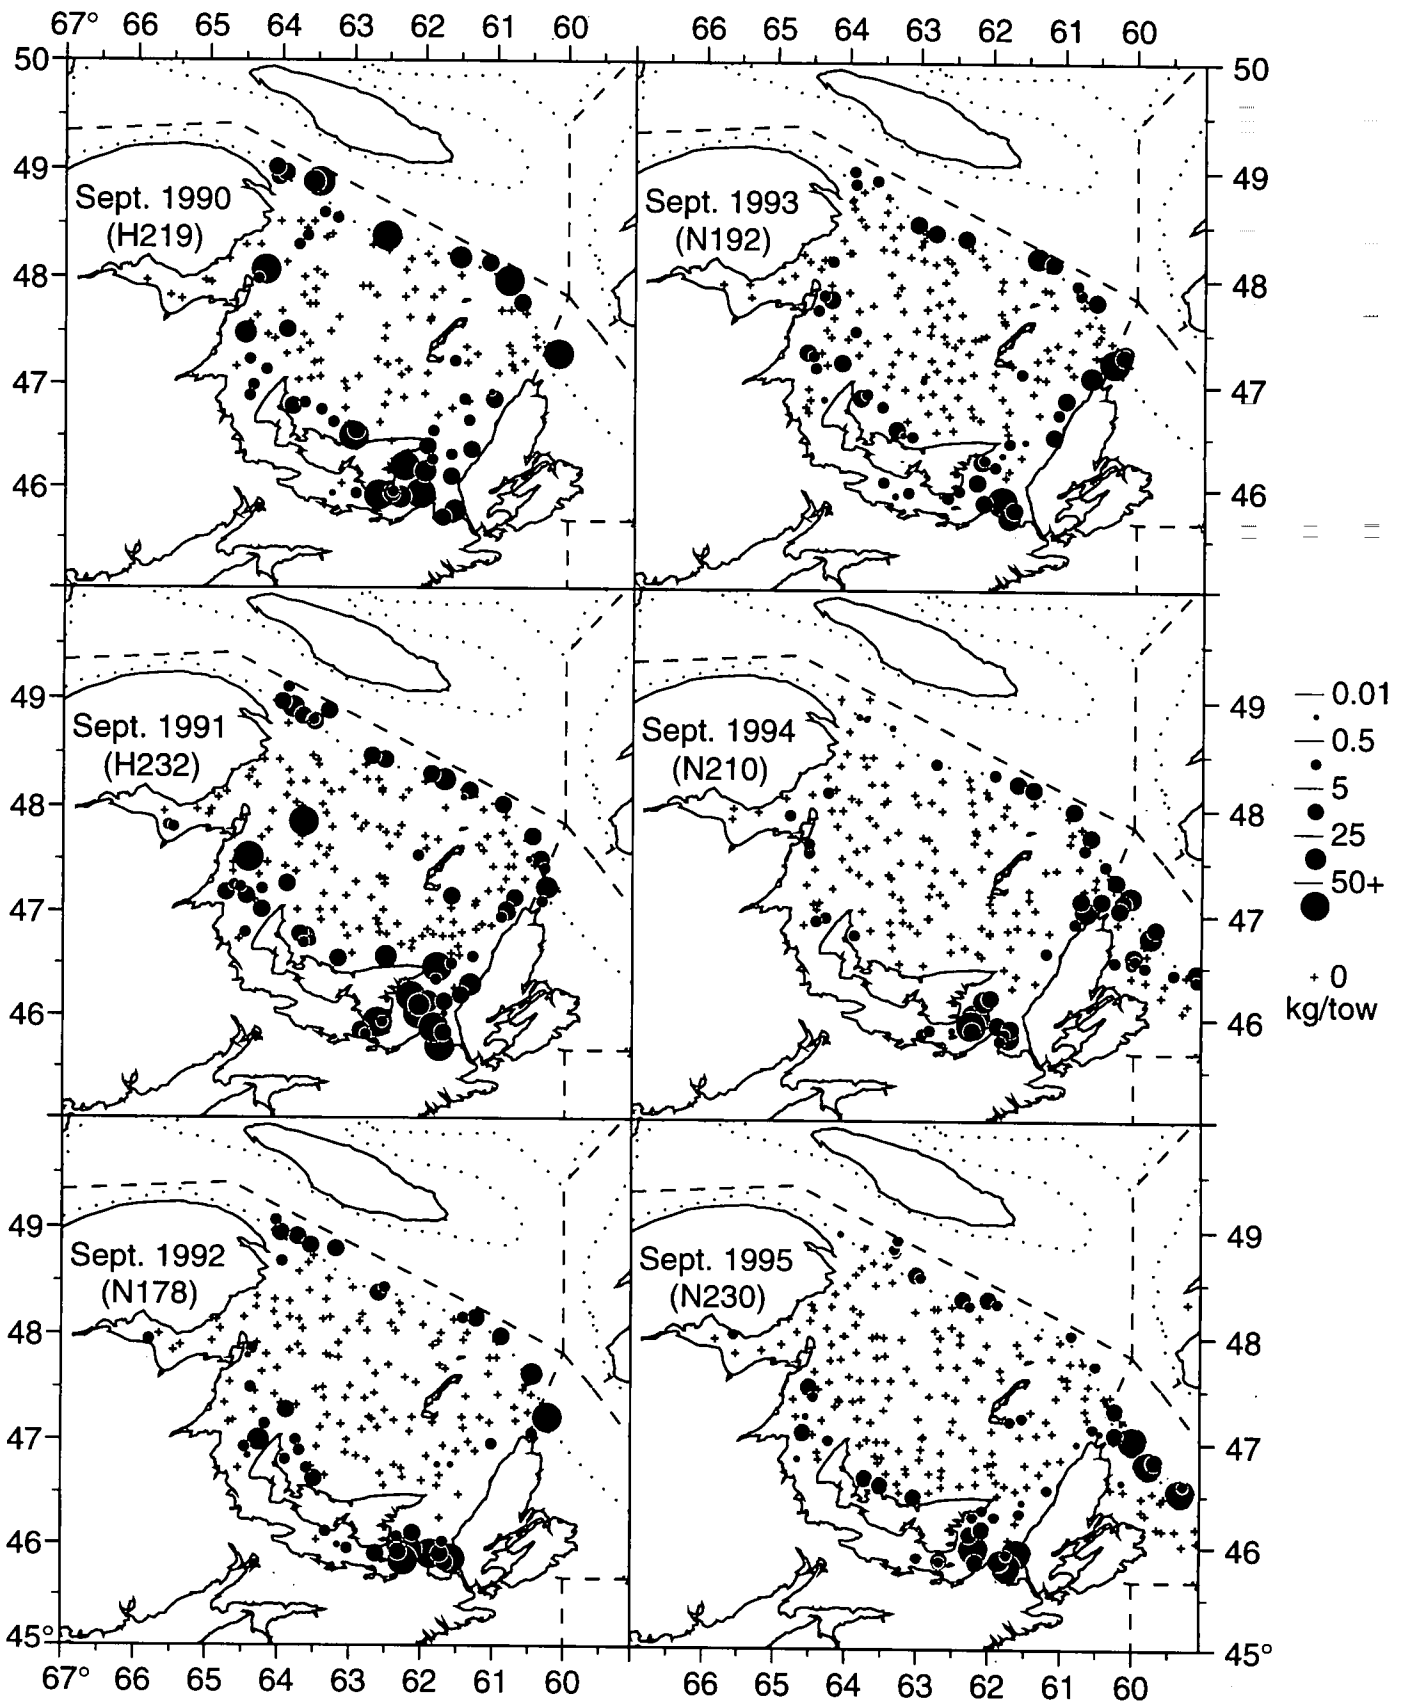 67° 66 65 64 63 62 61 60 66 65 64 63 62 61 60
50 50
49 49
Sept. 1990
(H219)
Sept. 1993
(N192)
48 48
47 47
46 46
49 49
Sept. 1991
(H232)
Sept. 1994
(N210)
48 48
47 47
46 46
0.01
0.5
5
25
50+
+ 0
kg/tow
49 49
Sept. 1992
(N178)
Sept. 1995
(N230)
48 48
47 47
46 46
45° 45°
67° 66 65 64 63 62 61 60 66 65 64 63 62 61 60